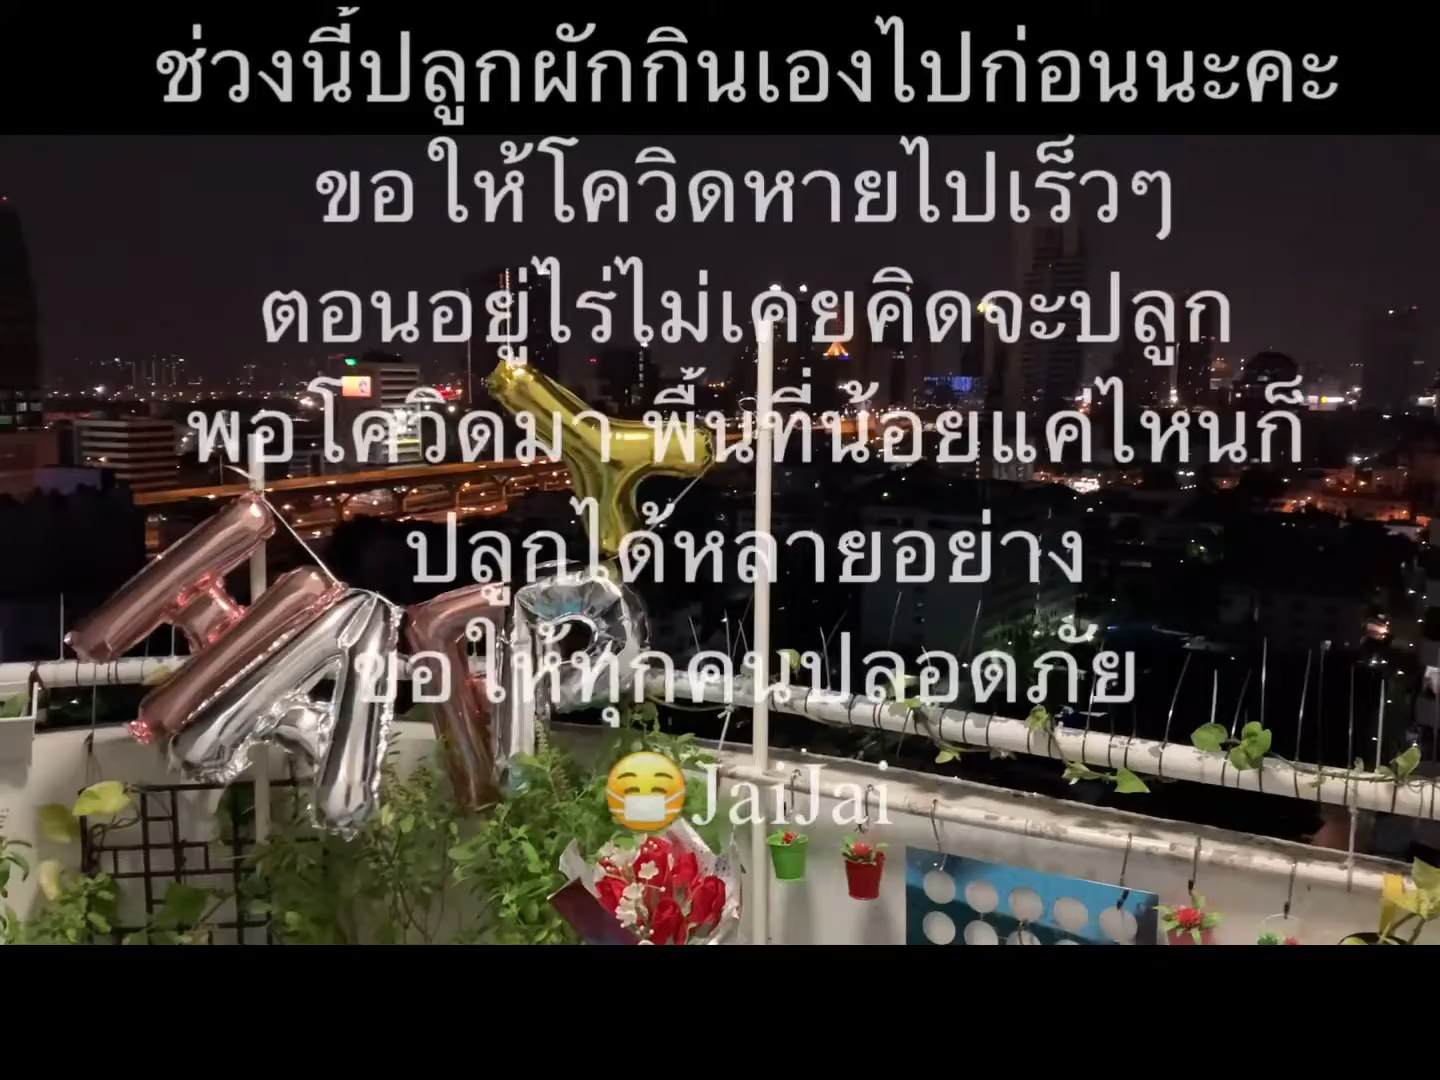 ช่วงนี้ปลูกผักกินเองไปก่อนนะคะ
ขอให้โควิดหายไปเร็วๆ
ตอนอยู่ไร่ไม่เคยคิดจะปลูก
พอโควิดมา พื้นที่น้อยแค่ไหนก็
ปลูกได้หลายอย่าง
ขอให้ทุกคนปลอดภัย
😷JaiJai
HAPPY